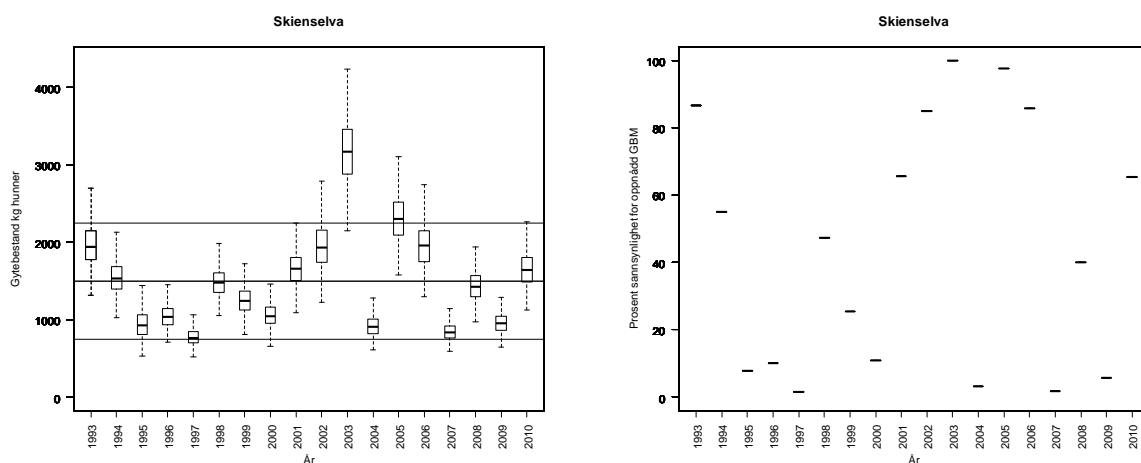 Skienselva
Gytebestand kg hunner
4000
3000
2000
1000
0
1993 1994 1995 1996 1997 1998 1999 2000 2001 2002 2003 2004 2005 2006 2007 2008 2009 2010
År
Skienselva
Prosent sannsynlighet for oppnådd GBM
100
80
60
40
20
0
1993 1994 1995 1996 1997 1998 1999 2000 2001 2002 2003 2004 2005 2006 2007 2008 2009 2010
År